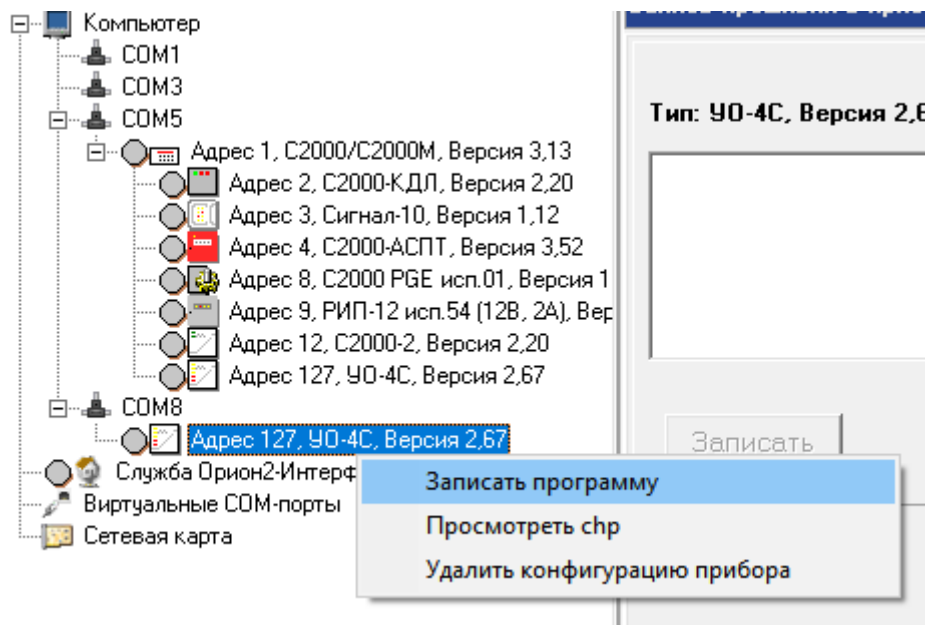 Компьютер
COM1
COM3
COM5
Адрес 1, С2000/С2000М, Версия 3,13
Адрес 2, С2000-КДЛ, Версия 2,20
Адрес 3, Сигнал-10, Версия 1,12
Адрес 4, С2000-АСПТ, Версия 3,52
Адрес 8, С2000 PGE исп.01, Версия 1
Адрес 9, РИП-12 исп.54 (12В, 2А), Вер
Адрес 12, С2000-2, Версия 2,20
Адрес 127, УО-4С, Версия 2,67
COM8
Адрес 127, УО-4С, Версия 2,67
Служба Орион2-Интерф
Виртуальные COM-порты
Сетевая карта
Тип: УО-4С, Версия 2,6
Записать
Записать программу
Просмотреть chp
Удалить конфигурацию прибора